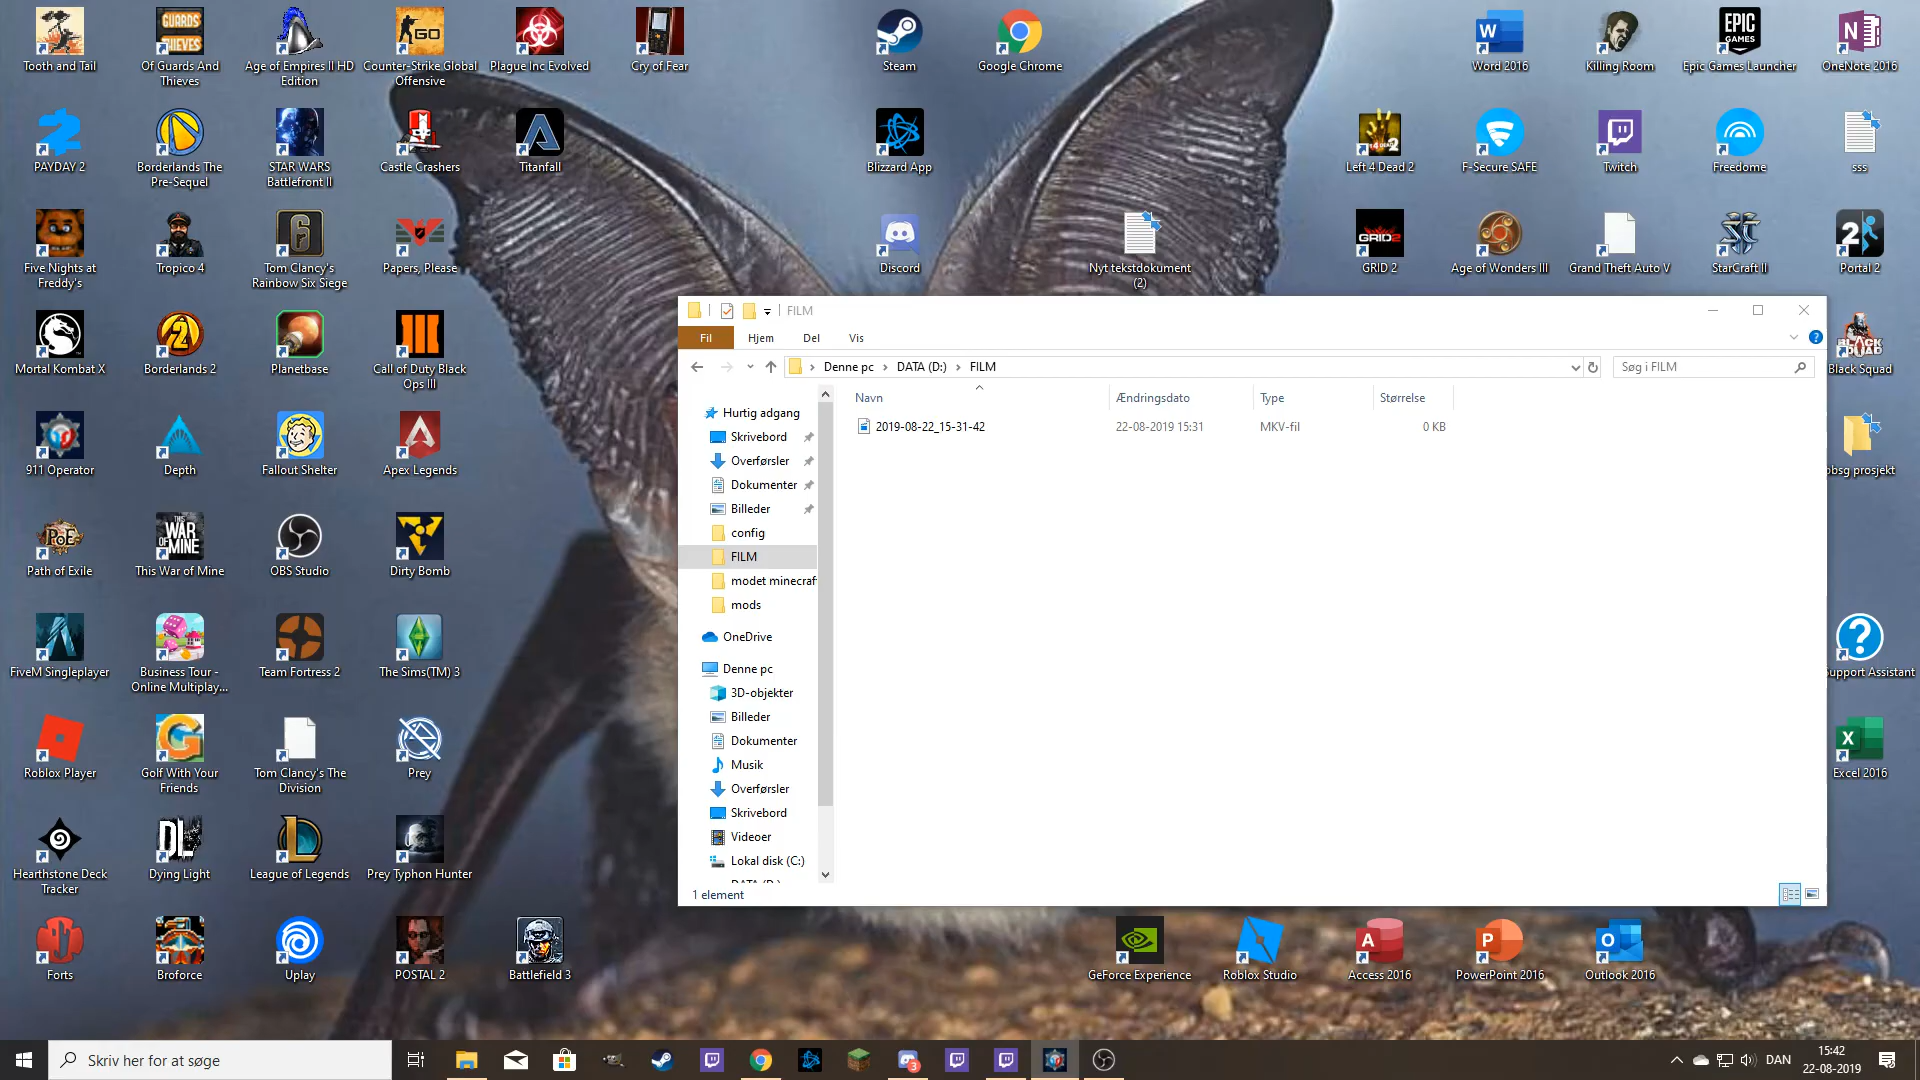 Tooth and Tail
Of Guards And
Thieves
Age of Empires II HD
Edition
Counter-Strike Global
Offensive
Plague Inc Evolved
Cry of Fear
Steam
Google Chrome
Word 2016
Killing Room
Epic Games Launcher
OneNote 2016
PAYDAY 2
Borderlands The
Pre-Sequel
STAR WARS
Battlefront II
Castle Crashers
Titanfall
Blizzard App
Left 4 Dead 2
F-Secure SAFE
Twitch
Freedome
sss
Five Nights at
Freddy's
Tropico 4
Tom Clancy's
Rainbow Six Siege
Papers, Please
Discord
Nyt tekstdokument
(2)
GRID 2
Age of Wonders III
Grand Theft Auto V
StarCraft II
Portal 2
Mortal Kombat X
Borderlands 2
Planetbase
Call of Duty Black
Ops III
Black Squad
911 Operator
Depth
Fallout Shelter
Apex Legends
obsg prosjekt
Path of Exile
This War of Mine
OBS Studio
Dirty Bomb
FiveM Singleplayer
Business Tour -
Online Multiplay...
Team Fortress 2
The Sims(TM) 3
upport Assistant
Roblox Player
Golf With Your
Friends
Tom Clancy's The
Division
Prey
Excel 2016
Hearthstone Deck
Tracker
Dying Light
League of Legends
Prey Typhon Hunter
Forts
Broforce
Uplay
POSTAL 2
Battlefield 3
GeForce Experience
Roblox Studio
Access 2016
PowerPoint 2016
Outlook 2016
FILM
Fil Hjem Del Vis
Denne pc > DATA (D:) > FILM
Søg i FILM
Navn Ændringsdato Type Størrelse
2019-08-22_15-31-42 22-08-2019 15:31 MKV-fil 0 KB
Hurtig adgang
Skrivebord
Overførsler
Dokumenter
Billeder
config
FILM
modet minecraf
mods
OneDrive
Denne pc
3D-objekter
Billeder
Dokumenter
Musik
Overførsler
Skrivebord
Videoer
Lokal disk (C:)
DATA (D:)
1 element
Skriv her for at søge
3
DAN
15:42
22-08-2019